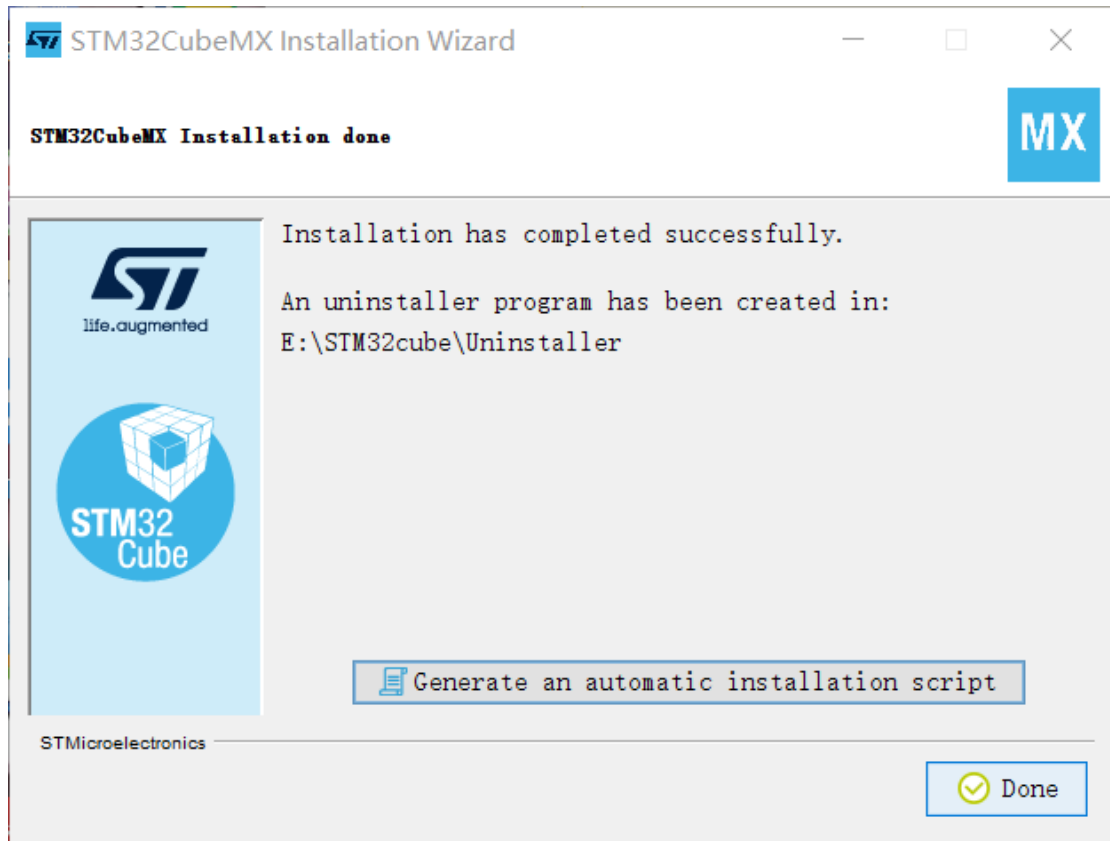 STM32CubeMX Installation Wizard
STM32CubeMX Installation done
MX
Installation has completed successfully.
An uninstaller program has been created in:
E:\STM32cube\Uninstaller
ST
life.augmented
STM32
Cube
Generate an automatic installation script
STMicroelectronics
Done